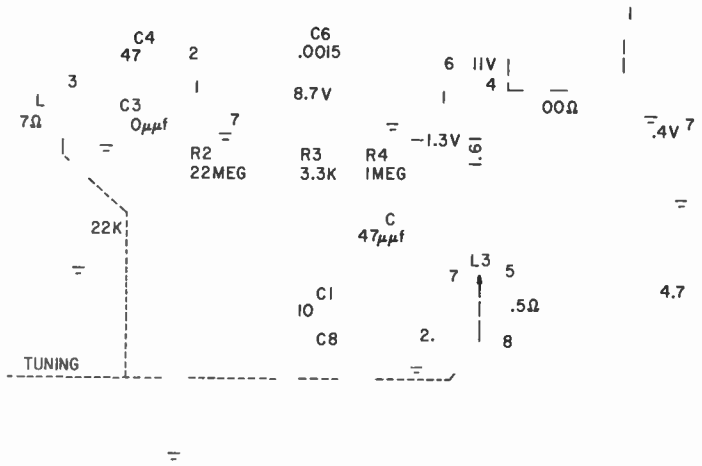 C4
47
2
C6
.0015
6 11V
4
3
1
8.7V
1
00Ω
L
7Ω
C3
0μμf
7
.4V 7
-1.3V
.61
R2
22MEG
R3
3.3K
R4
1MEG
22K
C
47μμf
L3
7
5
C1
10
.5Ω
4.7
C8
2.
8
TUNING